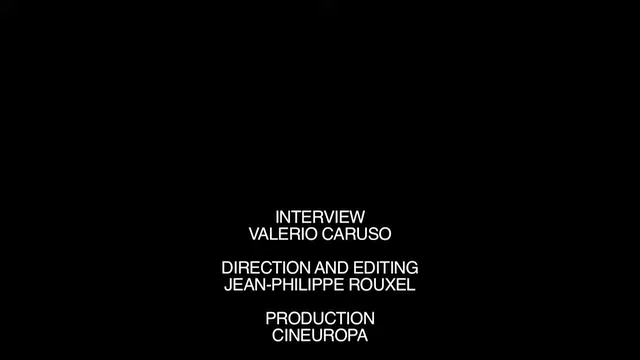 INTERVIEW
VALERIO CARUSO
DIRECTION AND EDITING
JEAN-PHILIPPE ROUXEL
PRODUCTION
CINEUROPA